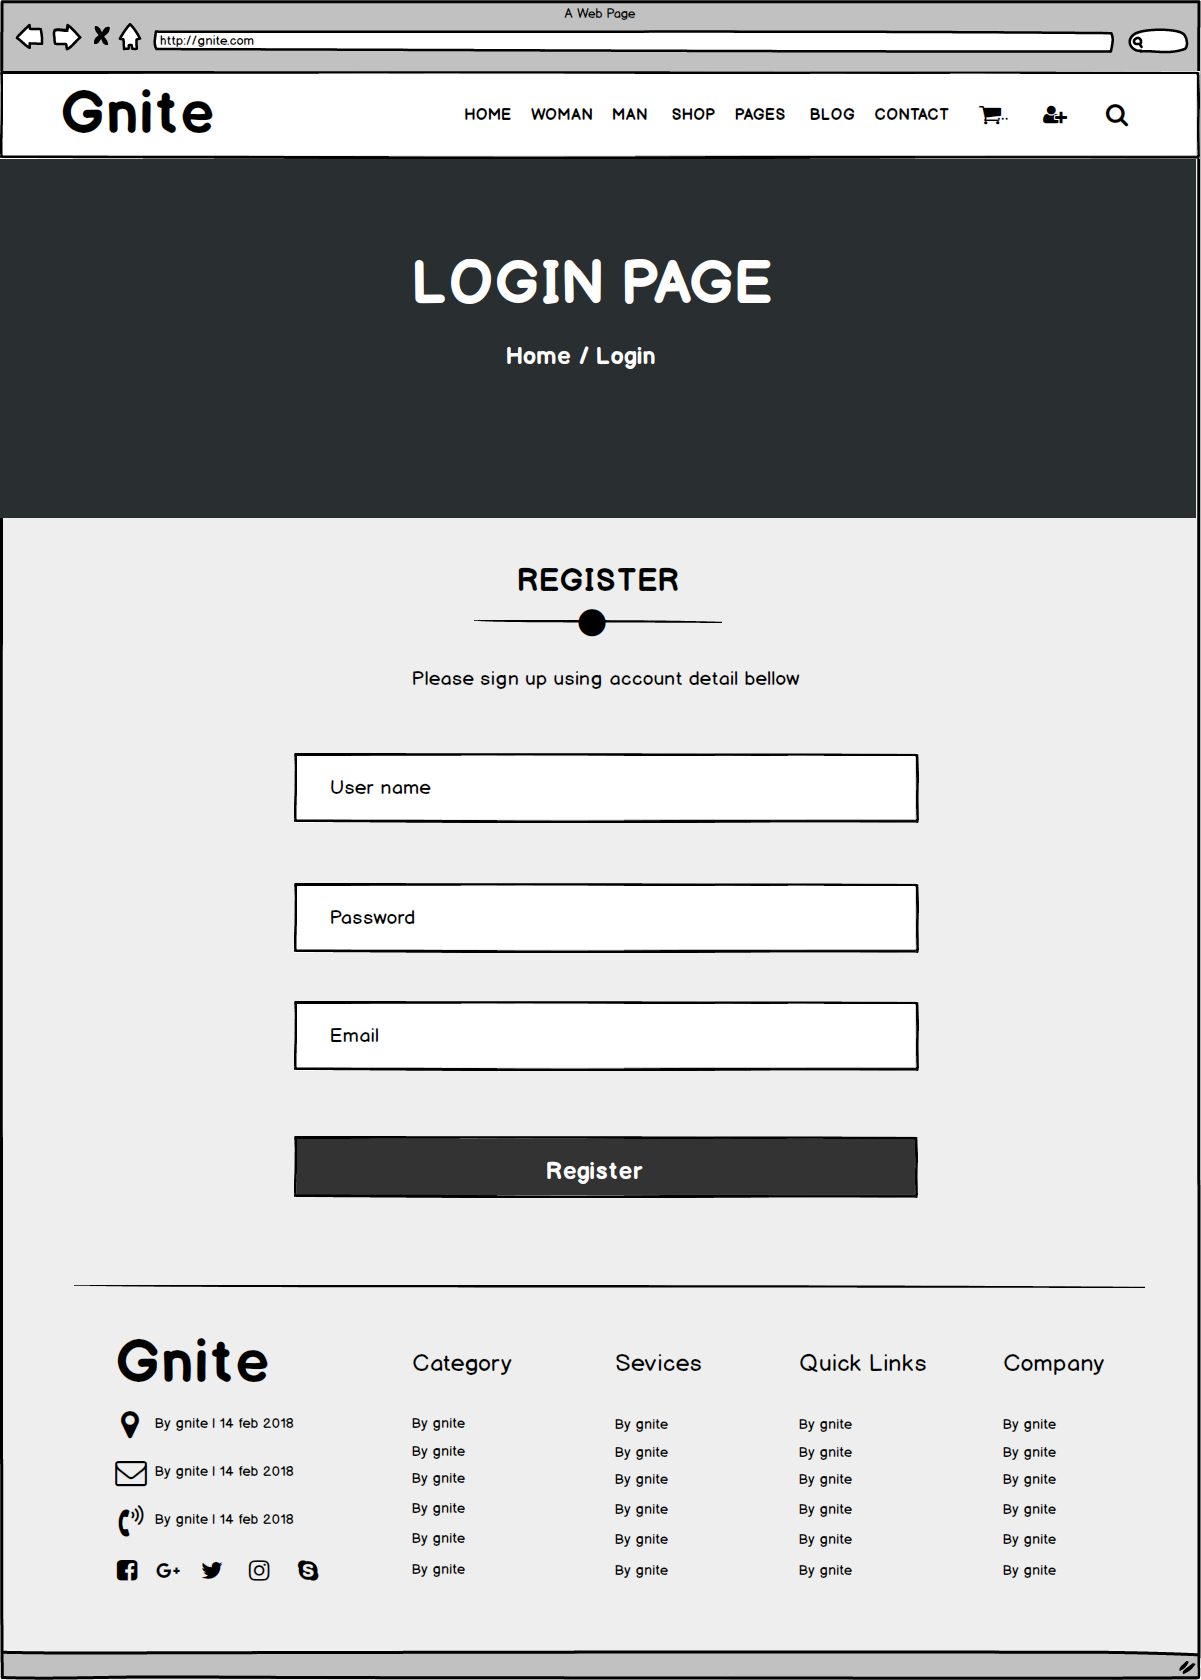 A Web Page
http://gnite.com
Gnite
HOME WOMAN MAN SHOP PAGES BLOG CONTACT
LOGIN PAGE
Home / Login
REGISTER
Please sign up using account detail bellow
User name
Password
Email
Register
Gnite
By gnite | 14 feb 2018
By gnite | 14 feb 2018
By gnite | 14 feb 2018
Category
By gnite
By gnite
By gnite
By gnite
By gnite
By gnite
Sevices
By gnite
By gnite
By gnite
By gnite
By gnite
By gnite
Quick Links
By gnite
By gnite
By gnite
By gnite
By gnite
By gnite
Company
By gnite
By gnite
By gnite
By gnite
By gnite
By gnite